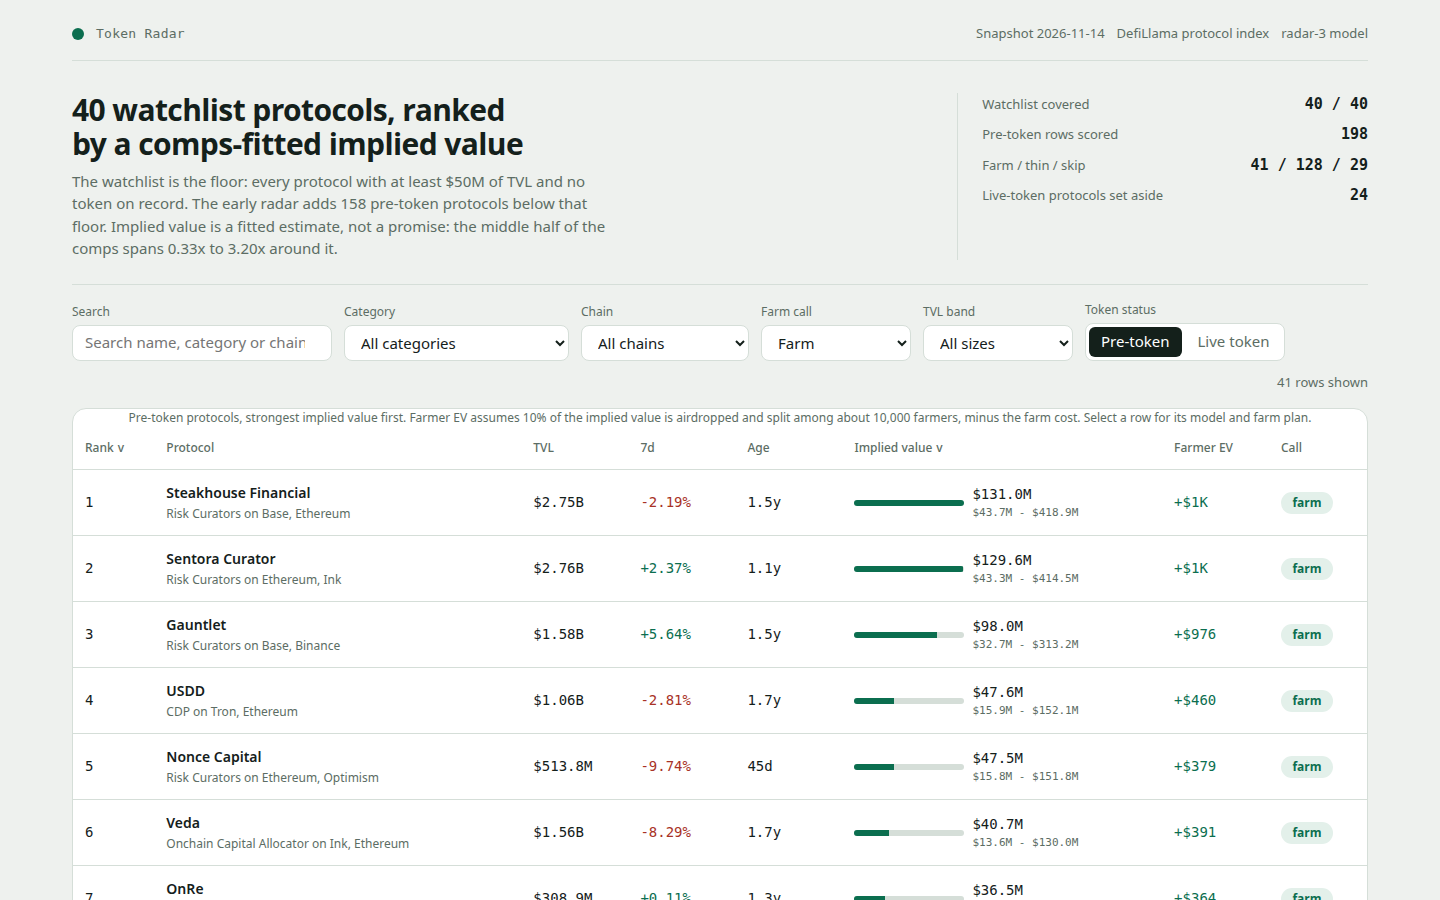 Token Radar
Snapshot 2026-11-14 DefiLlama protocol index radar-3 model
40 watchlist protocols, ranked
by a comps-fitted implied value
The watchlist is the floor: every protocol with at least $50M of TVL and no
token on record. The early radar adds 158 pre-token protocols below that
floor. Implied value is a fitted estimate, not a promise: the middle half of the
comps spans 0.33x to 3.20x around it.
Watchlist covered 40 / 40
Pre-token rows scored 198
Farm / thin / skip 41 / 128 / 29
Live-token protocols set aside 24
Search Category Chain Farm call TVL band Token status
Search name, category or chain All categories All chains Farm All sizes Pre-token Live token
41 rows shown
Pre-token protocols, strongest implied value first. Farmer EV assumes 10% of the implied value is airdropped and split among about 10,000 farmers, minus the farm cost. Select a row for its model and farm plan.
Rank v Protocol TVL 7d Age Implied value v Farmer EV Call
1 Steakhouse Financial $2.75B -2.19% 1.5y $131.0M +$1K farm
Risk Curators on Base, Ethereum $43.7M - $418.9M
2 Sentora Curator $2.76B +2.37% 1.1y $129.6M +$1K farm
Risk Curators on Ethereum, Ink $43.3M - $414.5M
3 Gauntlet $1.58B +5.64% 1.5y $98.0M +$976 farm
Risk Curators on Base, Binance $32.7M - $313.2M
4 USDD $1.06B -2.81% 1.7y $47.6M +$460 farm
CDP on Tron, Ethereum $15.9M - $152.1M
5 Nonce Capital $513.8M -9.74% 45d $47.5M +$379 farm
Risk Curators on Ethereum, Optimism $15.8M - $151.8M
6 Veda $1.56B -8.29% 1.7y $40.7M +$391 farm
Onchain Capital Allocator on Ink, Ethereum $13.6M - $130.0M
7 OnRe $308.9M +0.11% 1.3y $36.5M +$364 farm